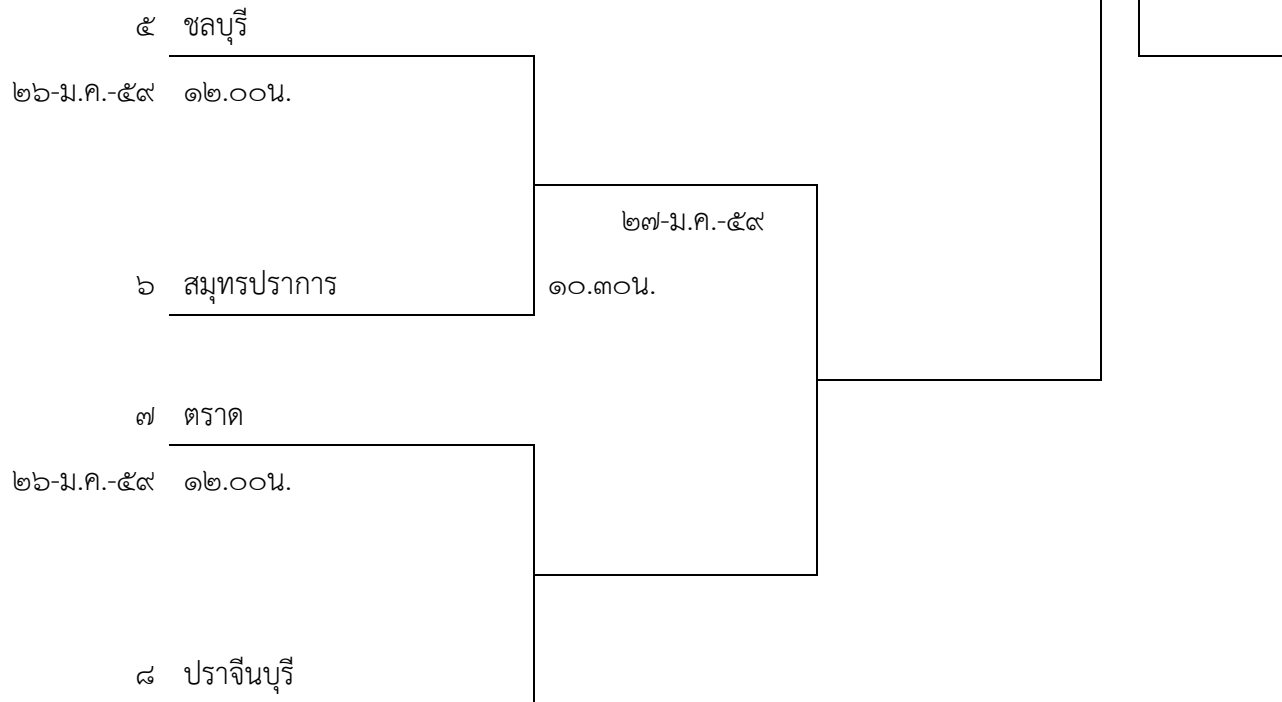 ๕ ชลบุรี
๒๖-ม.ค.-๕๙ ๑๒.๐๐น.
๒๗-ม.ค.-๕๙
๖ สมุทรปราการ ๑๐.๓๐น.
๗ ตราด
๒๖-ม.ค.-๕๙ ๑๒.๐๐น.
๘ ปราจีนบุรี